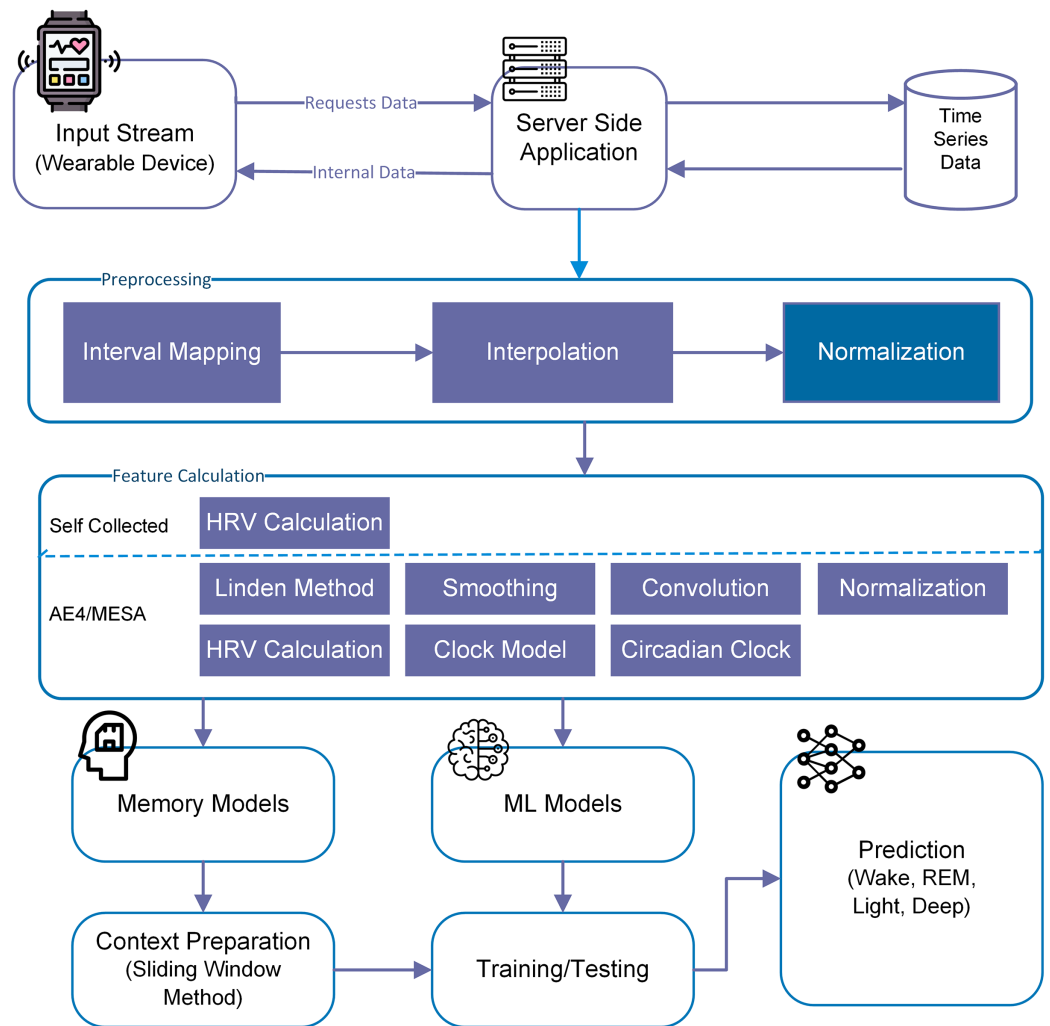 Input Stream
(Wearable Device)
Requests Data
Internal Data
Server Side
Application
Time
Series
Data
Preprocessing
Interval Mapping
Interpolation
Normalization
Feature Calculation
Self Collected
HRV Calculation
AE4/MESA
Linden Method
Smoothing
Convolution
Normalization
HRV Calculation
Clock Model
Circadian Clock
Memory Models
ML Models
Prediction
(Wake, REM,
Light, Deep)
Context Preparation
(Sliding Window
Method)
Training/Testing